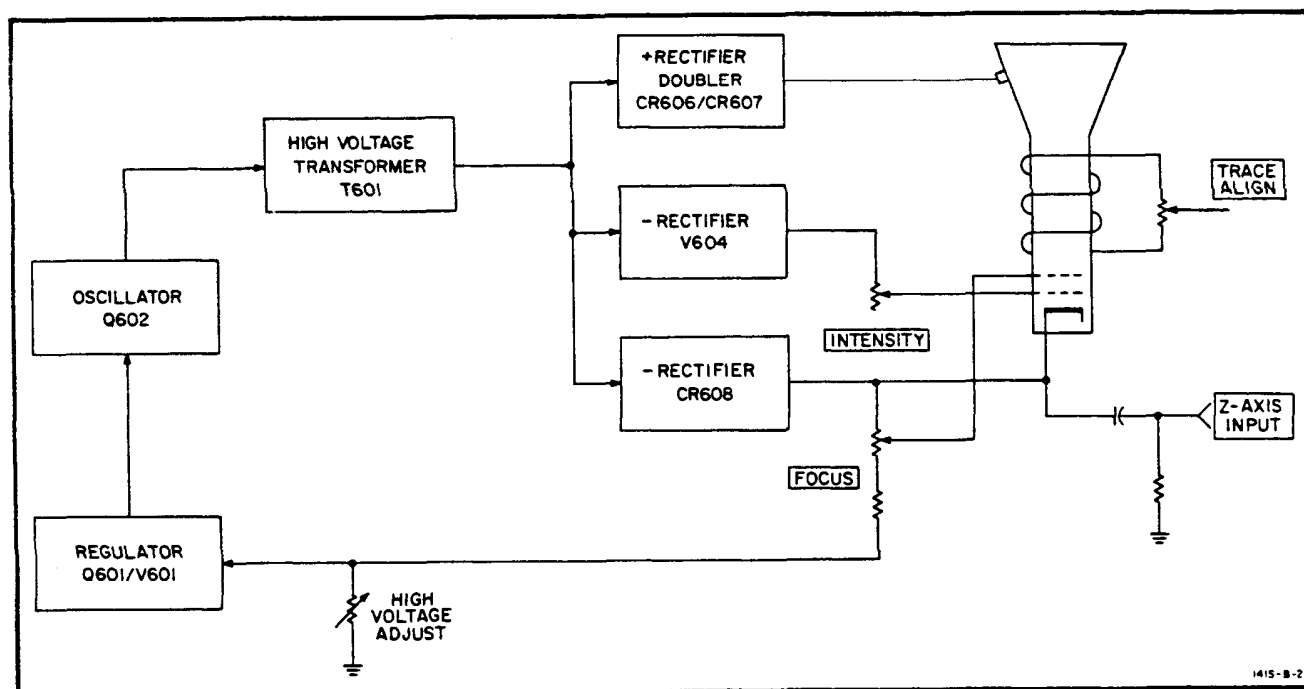 +RECTIFIER
DOUBLER
CR606/CR607
HIGH VOLTAGE
TRANSFORMER
T601
TRACE
ALIGN
-RECTIFIER
V604
OSCILLATOR
Q602
INTENSITY
-RECTIFIER
CR608
Z-AXIS
INPUT
FOCUS
REGULATOR
Q601/V601
HIGH
VOLTAGE
ADJUST
1415-B-2